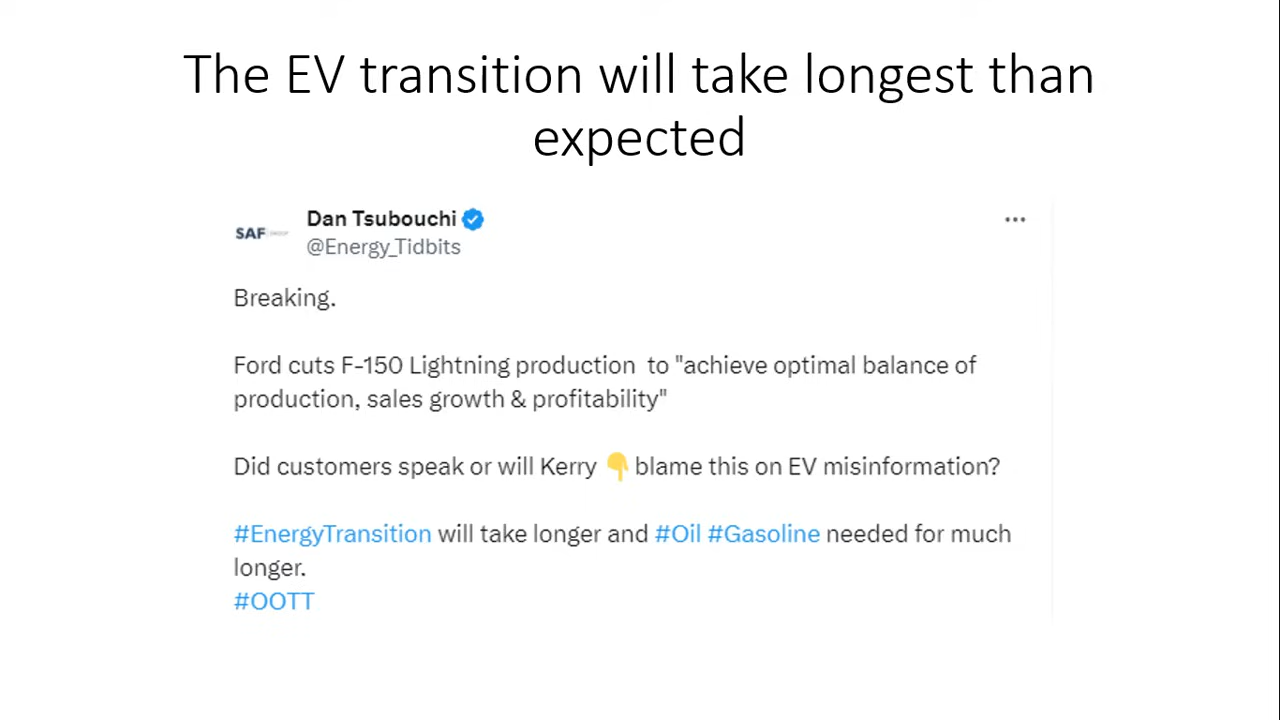 The EV transition will take longest than
expected
SAF GROUP
Dan Tsubouchi
@Energy_Tidbits
Breaking.
Ford cuts F-150 Lightning production  to "achieve optimal balance of
production, sales growth & profitability"
Did customers speak or will Kerry 👇 blame this on EV misinformation?
#EnergyTransition will take longer and #Oil #Gasoline needed for much
longer.
#OOTT